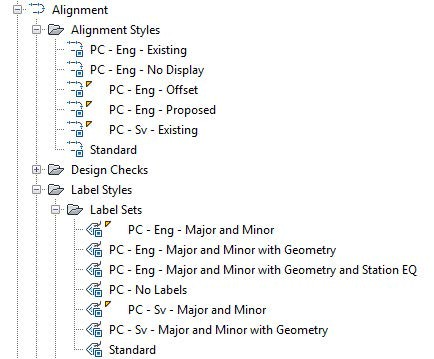 Alignment
Alignment Styles
PC - Eng - Existing
PC - Eng - No Display
PC - Eng - Offset
PC - Eng - Proposed
PC - Sv - Existing
Standard
Design Checks
Label Styles
Label Sets
PC - Eng - Major and Minor
PC - Eng - Major and Minor with Geometry
PC - Eng - Major and Minor with Geometry and Station EQ
PC - No Labels
PC - Sv - Major and Minor
PC - Sv - Major and Minor with Geometry
Standard